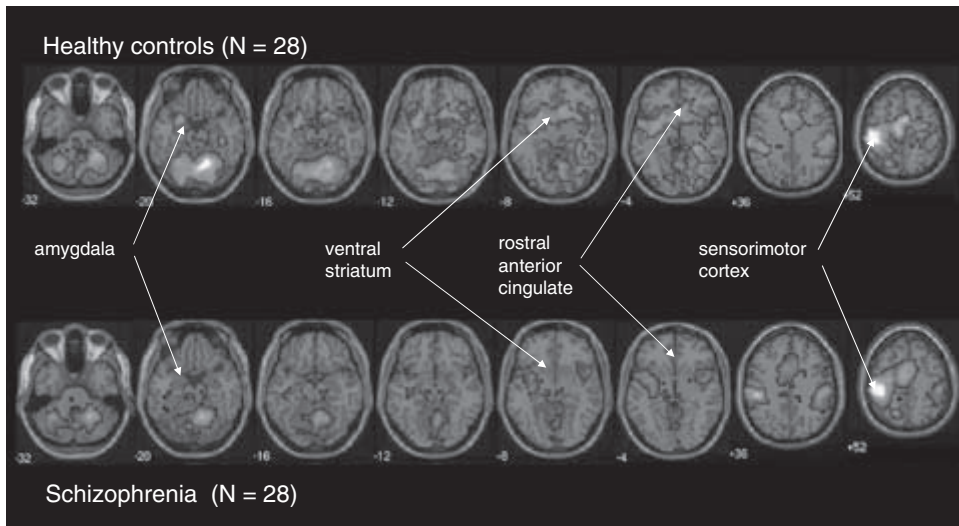 Healthy controls (N = 28)
-32 -20 -16 -12 -8 -4 +36 +52
amygdala
ventral
striatum
rostral
anterior
cingulate
sensorimotor
cortex
-32 -20 -16 -12 -8 -4 +36 +52
Schizophrenia (N = 28)